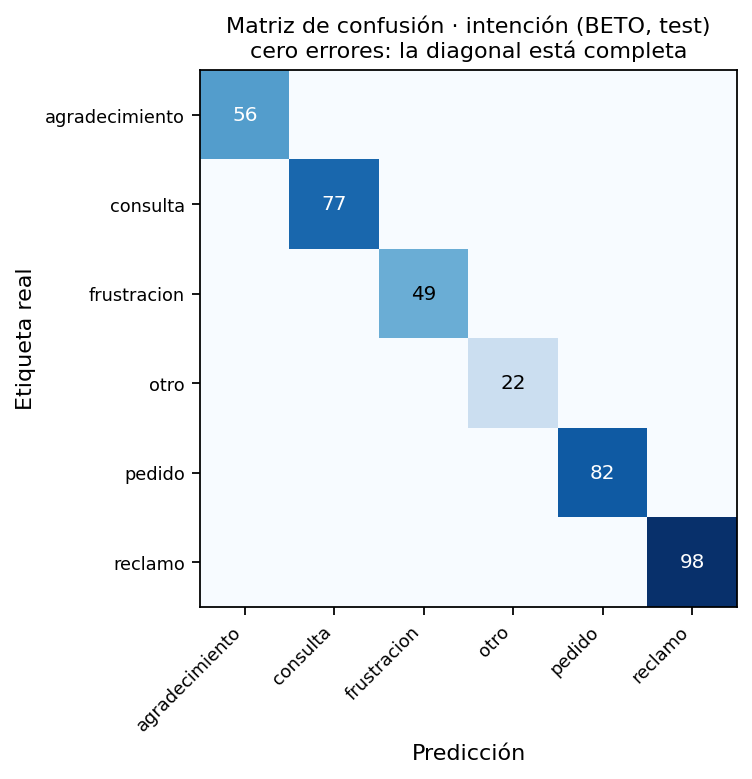 Matriz de confusión · intención (BETO, test)
cero errores: la diagonal está completa
Etiqueta real
agradecimiento
56
consulta
77
frustracion
49
otro
22
pedido
82
reclamo
98
agradecimiento
consulta
frustracion
otro
pedido
reclamo
Predicción